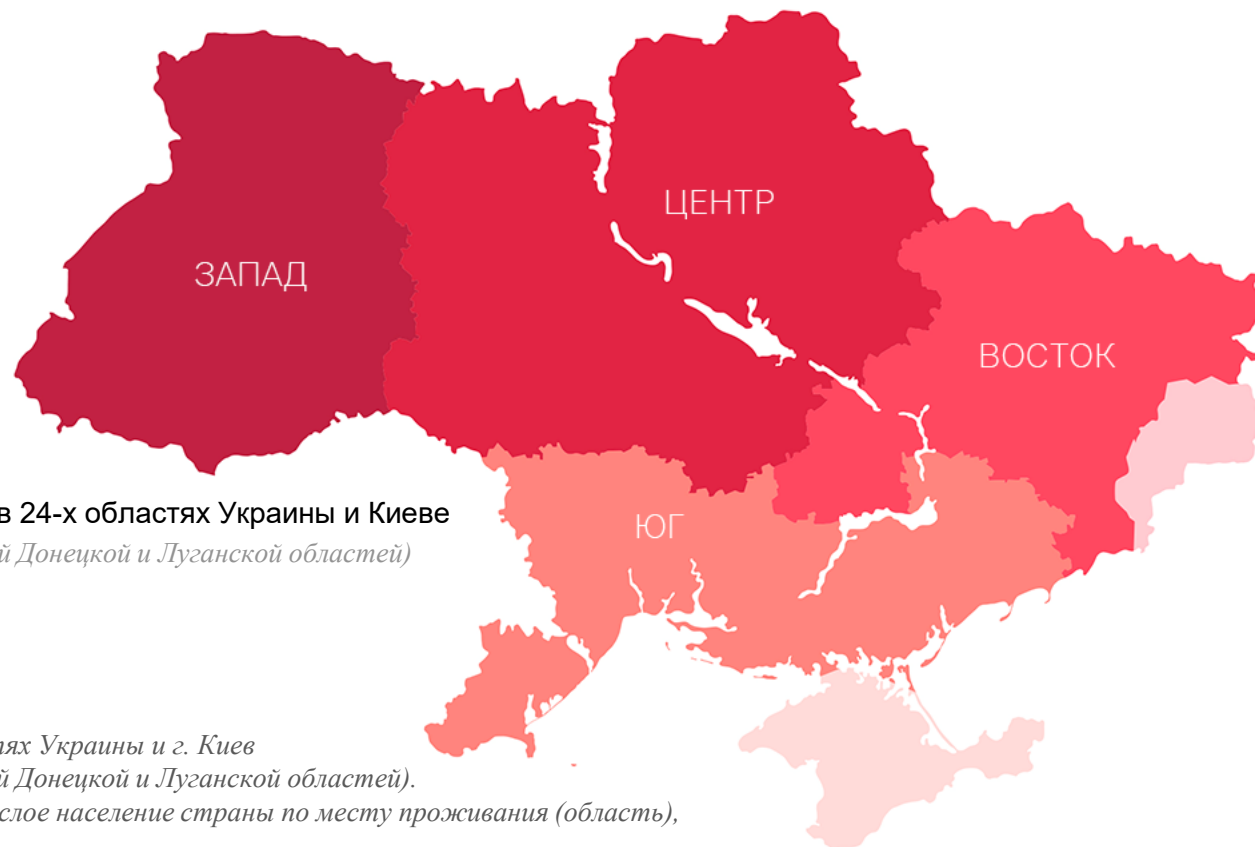 ЦЕНТР
ЗАПАД
ВОСТОК
в 24-х областях Украины и Киеве
ЮГ
й Донецкой и Луганской областей)
тях Украины и г. Киев
й Донецкой и Луганской областей).
слое население страны по месту проживания (область),